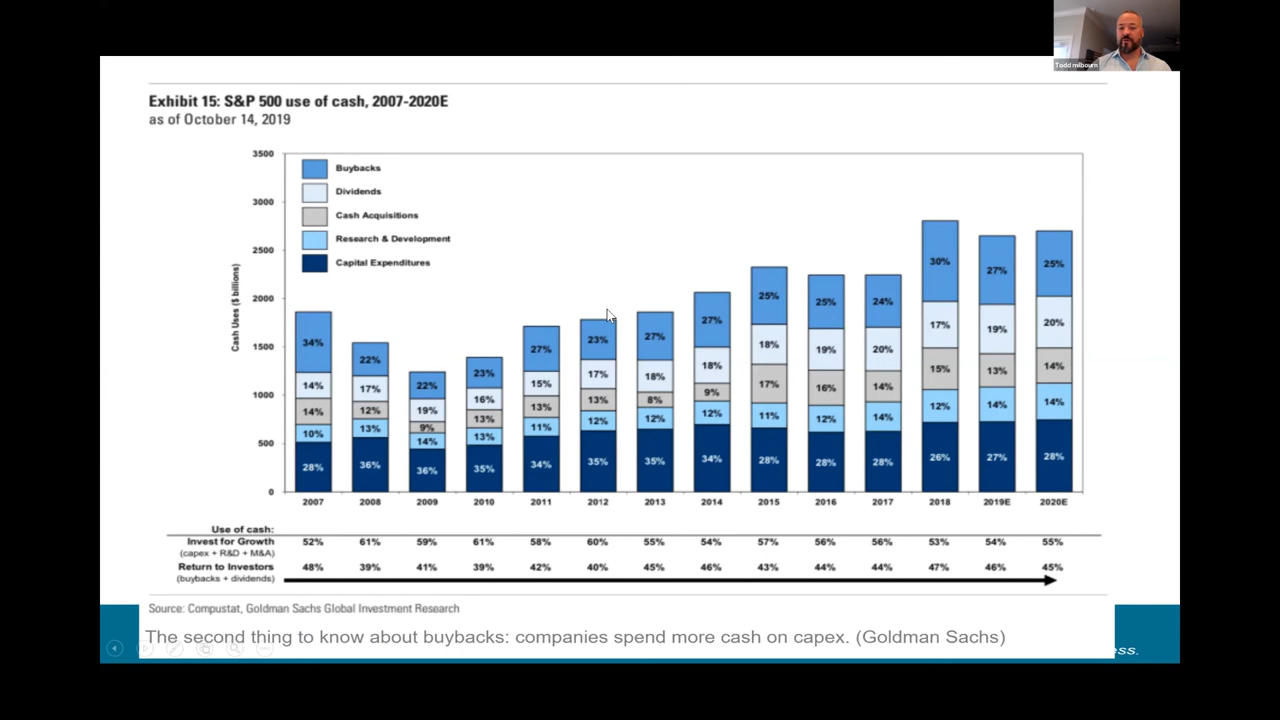 Todd milbourn
Exhibit 15: S&P 500 use of cash, 2007-2020E
as of October 14, 2019
Cash Uses ($ billions)
3500
3000
2500
2000
1500
1000
500
0
Buybacks
Dividends
Cash Acquisitions
Research & Development
Capital Expenditures
34% 22% 22% 23% 27% 23% 27% 27% 25% 25% 24% 30% 27% 25%
14% 17% 19% 16% 15% 17% 18% 18% 18% 19% 20% 17% 19% 20%
14% 12% 9% 13% 13% 13% 8% 9% 17% 16% 14% 15% 13% 14%
10% 13% 14% 13% 11% 12% 12% 12% 11% 12% 14% 12% 14% 14%
28% 36% 36% 35% 34% 35% 35% 34% 28% 28% 28% 26% 27% 28%
2007 2008 2009 2010 2011 2012 2013 2014 2015 2016 2017 2018 2019E 2020E
Use of cash:
Invest for Growth 52% 61% 59% 61% 58% 60% 55% 54% 57% 56% 56% 53% 54% 55%
(capex + R&D + M&A)
Return to Investors 48% 39% 41% 39% 42% 40% 45% 46% 43% 44% 44% 47% 46% 45%
(buybacks + dividends)
Source: Compustat, Goldman Sachs Global Investment Research
The second thing to know about buybacks: companies spend more cash on capex. (Goldman Sachs)
ess.